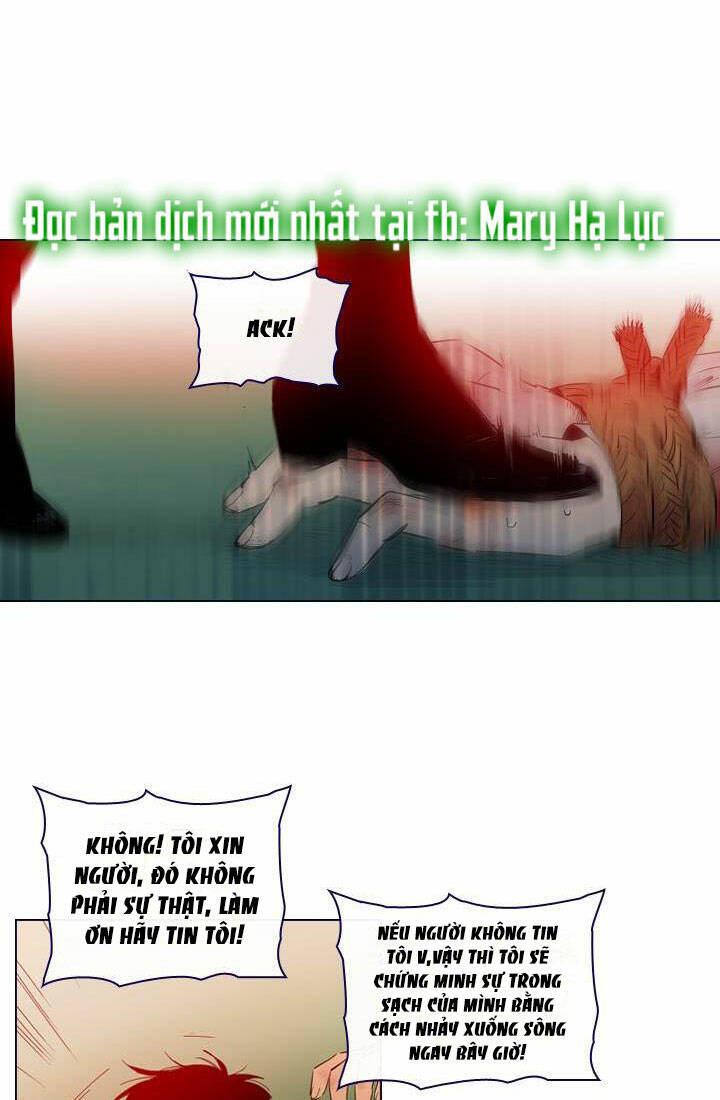 Đọc bản dịch mới nhất tại fb: Mary Hạ Lục
ACK!
KHÔNG! TÔI XIN
NGƯỜI, ĐÓ KHÔNG
PHẢI SỰ THẬT, LÀM
ƠN HÃY TIN TÔI!
NẾU NGƯỜI KHÔNG TIN
TÔI V,VẬY THÌ TÔI SẼ
CHỨNG MINH SỰ TRONG
SẠCH CỦA MÌNH BẰNG
CÁCH NHẢY XUỐNG SÔNG
NGAY BÂY GIỜ!